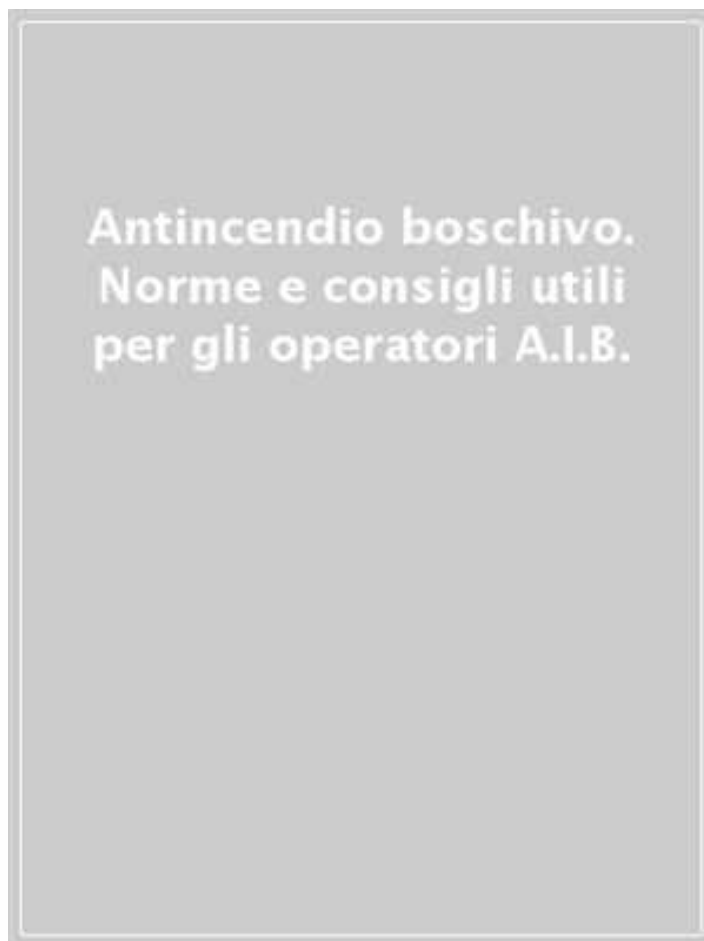 Antincendio boschivo.
Norme e consigli utili
per gli operatori A.I.B.